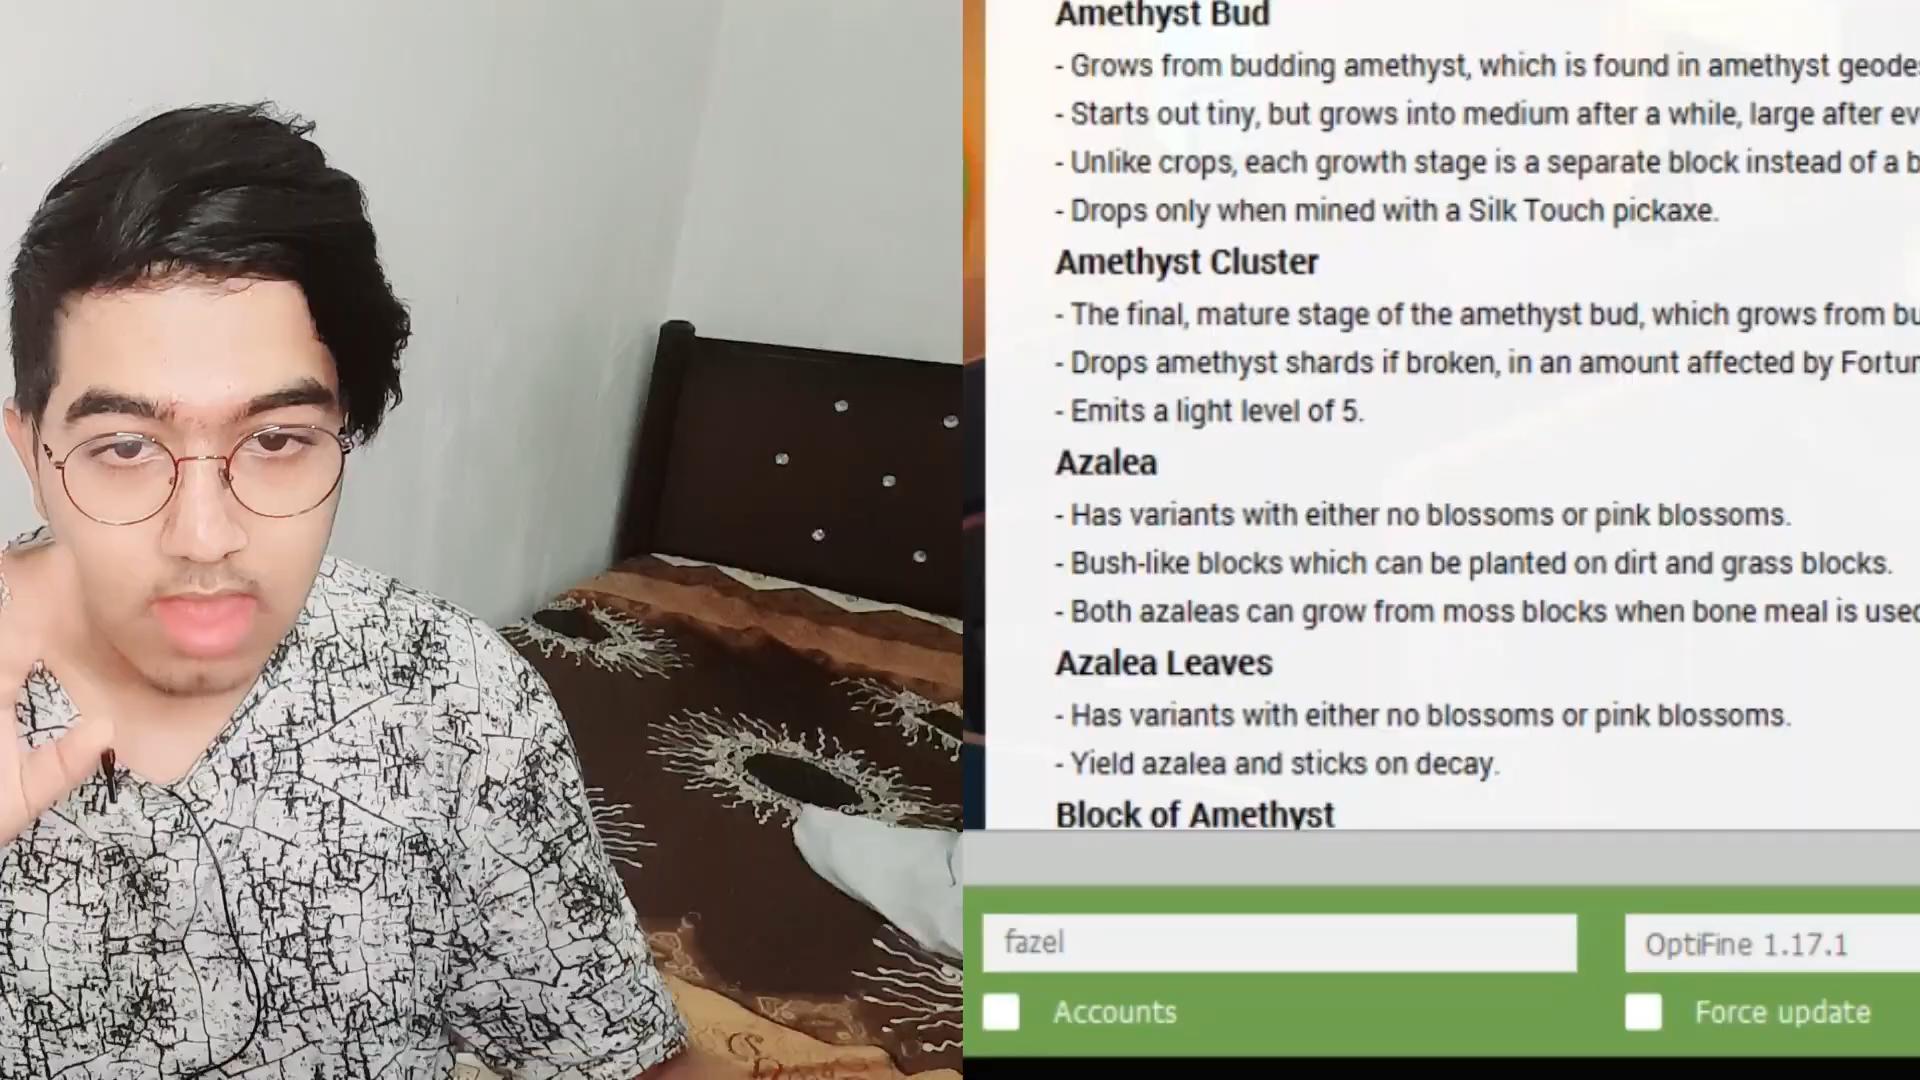 Amethyst Bud
- Grows from budding amethyst, which is found in amethyst geode
- Starts out tiny, but grows into medium after a while, large after ev
- Unlike crops, each growth stage is a separate block instead of a b
- Drops only when mined with a Silk Touch pickaxe.
Amethyst Cluster
- The final, mature stage of the amethyst bud, which grows from bu
- Drops amethyst shards if broken, in an amount affected by Fortun
- Emits a light level of 5.
Azalea
- Has variants with either no blossoms or pink blossoms.
- Bush-like blocks which can be planted on dirt and grass blocks.
- Both azaleas can grow from moss blocks when bone meal is used
Azalea Leaves
- Has variants with either no blossoms or pink blossoms.
- Yield azalea and sticks on decay.
Block of Amethyst
fazel
OptiFine 1.17.1
Accounts
Force update